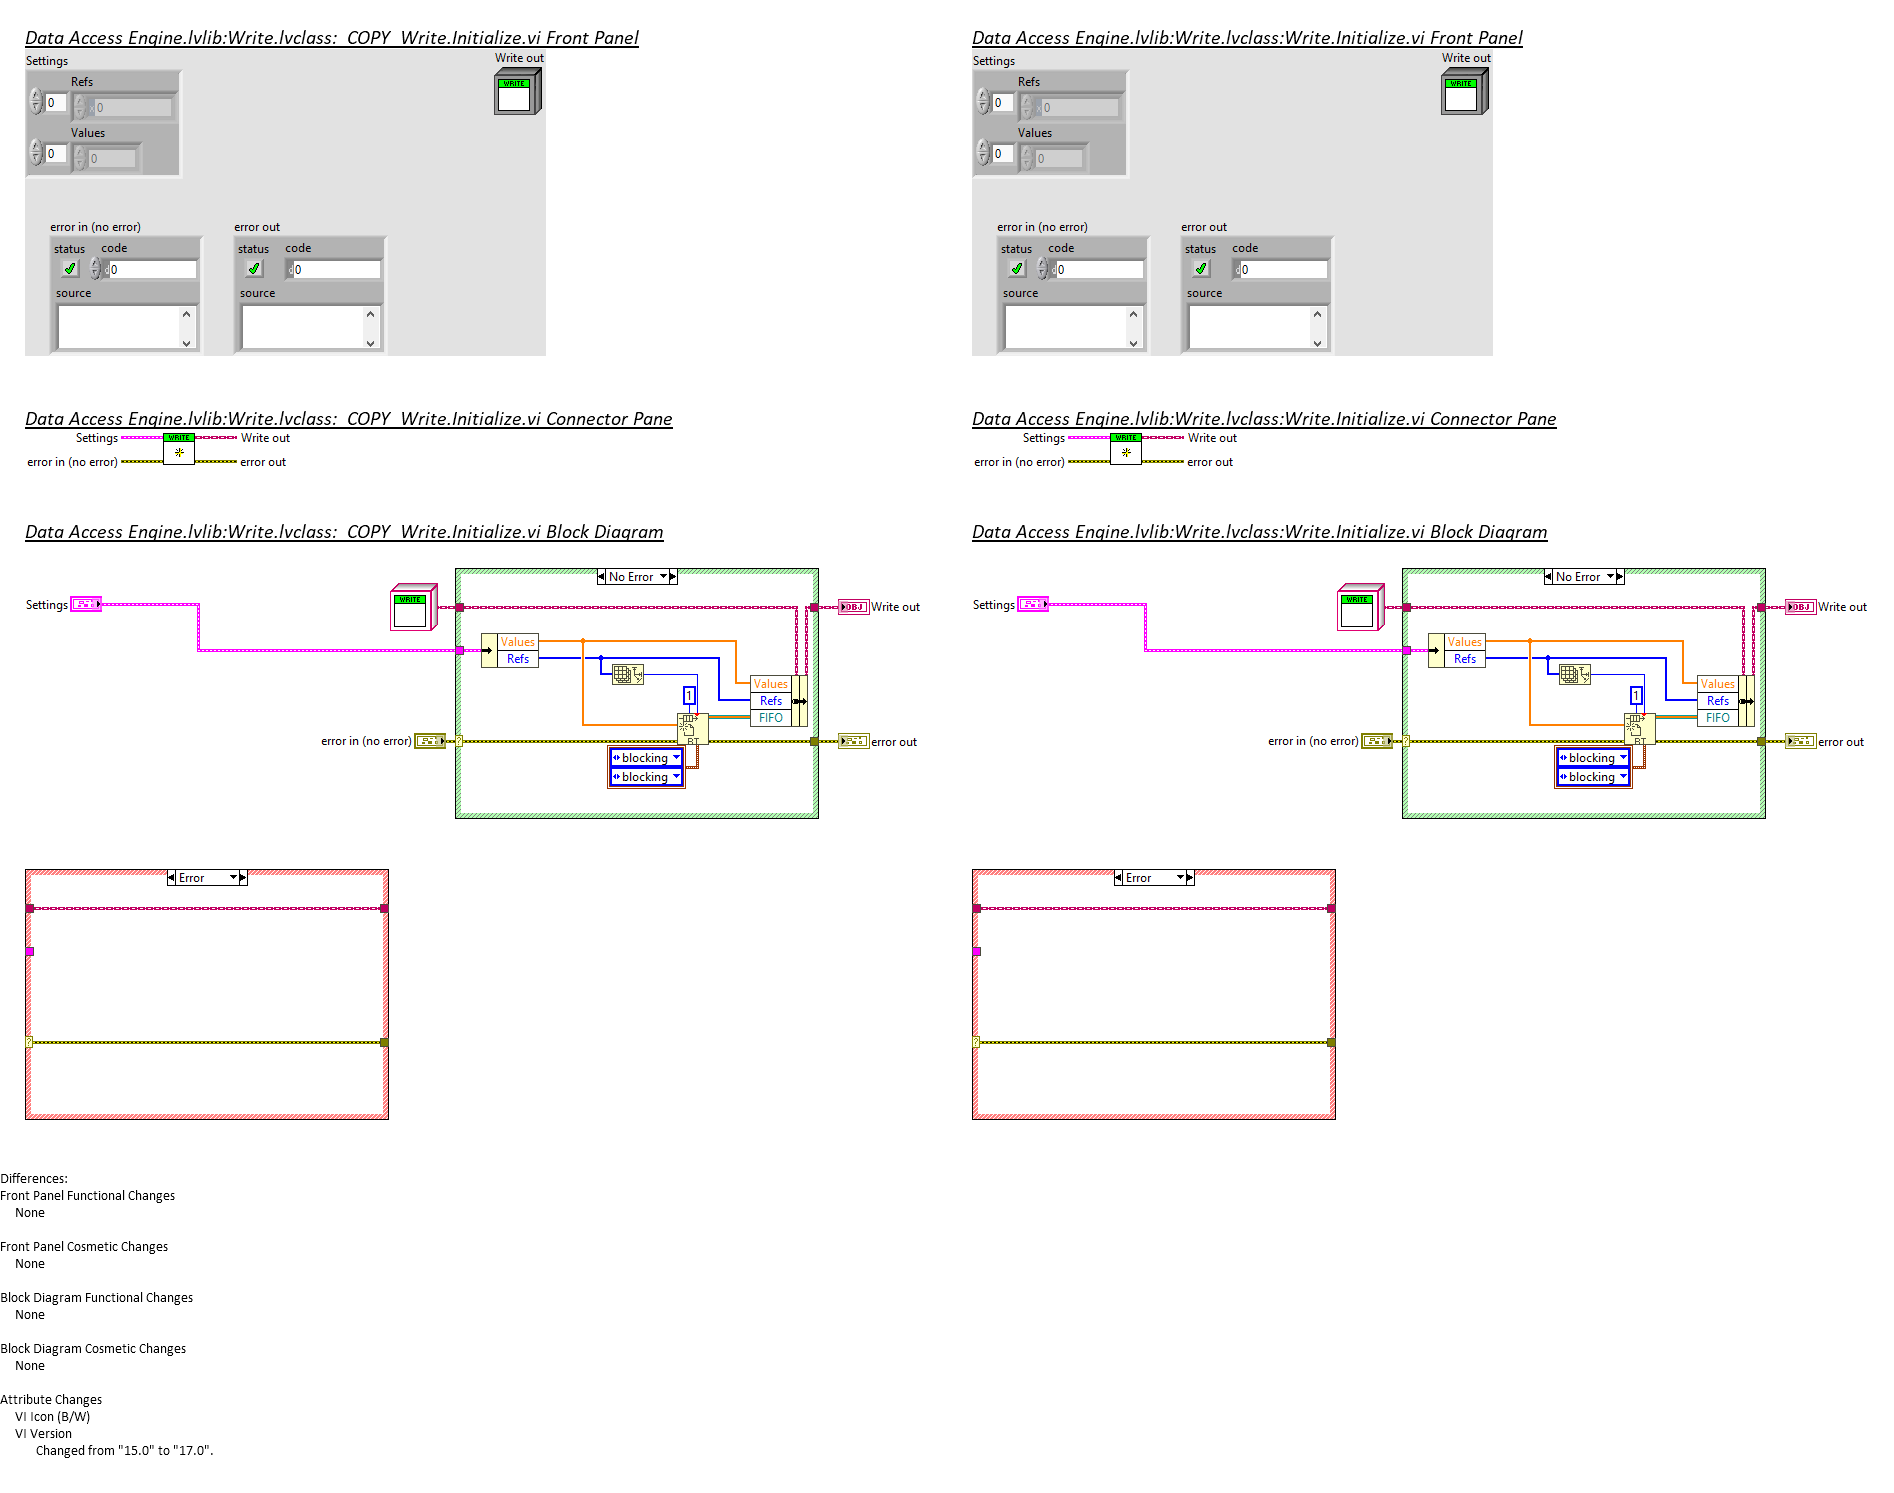 Data Access Engine.lvlib:Write.lvclass:_COPY_Write.Initialize.vi Front Panel
Settings
Write out
WRITE
Refs
0
x 0
Values
0
0
error in (no error)
error out
status code
d 0
source
status code
d 0
source
Data Access Engine.lvlib:Write.lvclass:Write.Initialize.vi Front Panel
Settings
Write out
WRITE
Refs
0
x 0
Values
0
0
error in (no error)
error out
status code
d 0
source
status code
d 0
source
Data Access Engine.lvlib:Write.lvclass:_COPY_Write.Initialize.vi Connector Pane
Settings
WRITE
Write out
error in (no error)
error out
Data Access Engine.lvlib:Write.lvclass:Write.Initialize.vi Connector Pane
Settings
WRITE
Write out
error in (no error)
error out
Data Access Engine.lvlib:Write.lvclass:_COPY_Write.Initialize.vi Block Diagram
No Error
Settings
WRITE
OBJ
Write out
Values
Refs
1
Values
Refs
FIFO
RT
error in (no error)
?
error out
blocking
blocking
Data Access Engine.lvlib:Write.lvclass:Write.Initialize.vi Block Diagram
No Error
Settings
WRITE
OBJ
Write out
Values
Refs
1
Values
Refs
FIFO
RT
error in (no error)
?
error out
blocking
blocking
Error
?
Error
?
Differences:
Front Panel Functional Changes
None
Front Panel Cosmetic Changes
None
Block Diagram Functional Changes
None
Block Diagram Cosmetic Changes
None
Attribute Changes
VI Icon (B/W)
VI Version
Changed from "15.0" to "17.0".